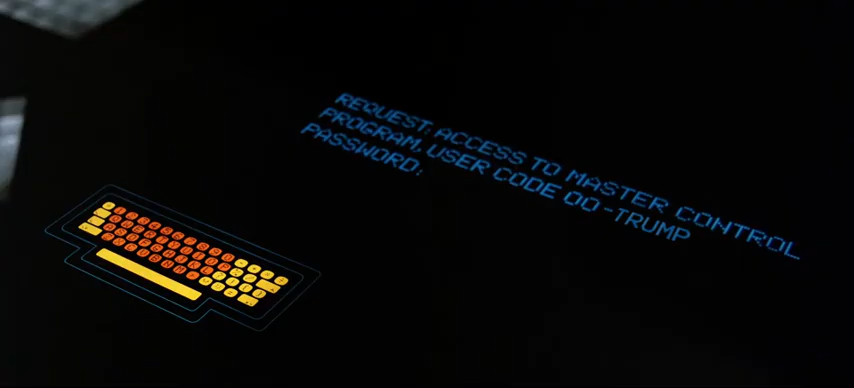 REQUEST: ACCESS TO MASTER CONTROL
PROGRAM, USER CODE 00-TRUMP
PASSWORD: